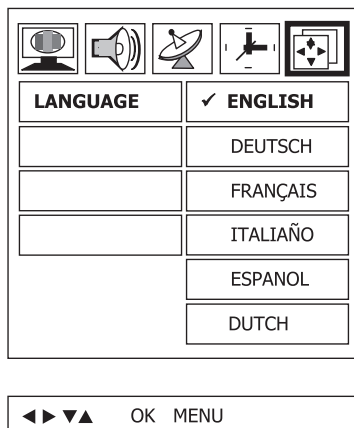 LANGUAGE ✓ ENGLISH
DEUTSCH
FRANÇAIS
ITALIAÑO
ESPANOL
DUTCH
◀ ▶ ▼ ▲ OK MENU